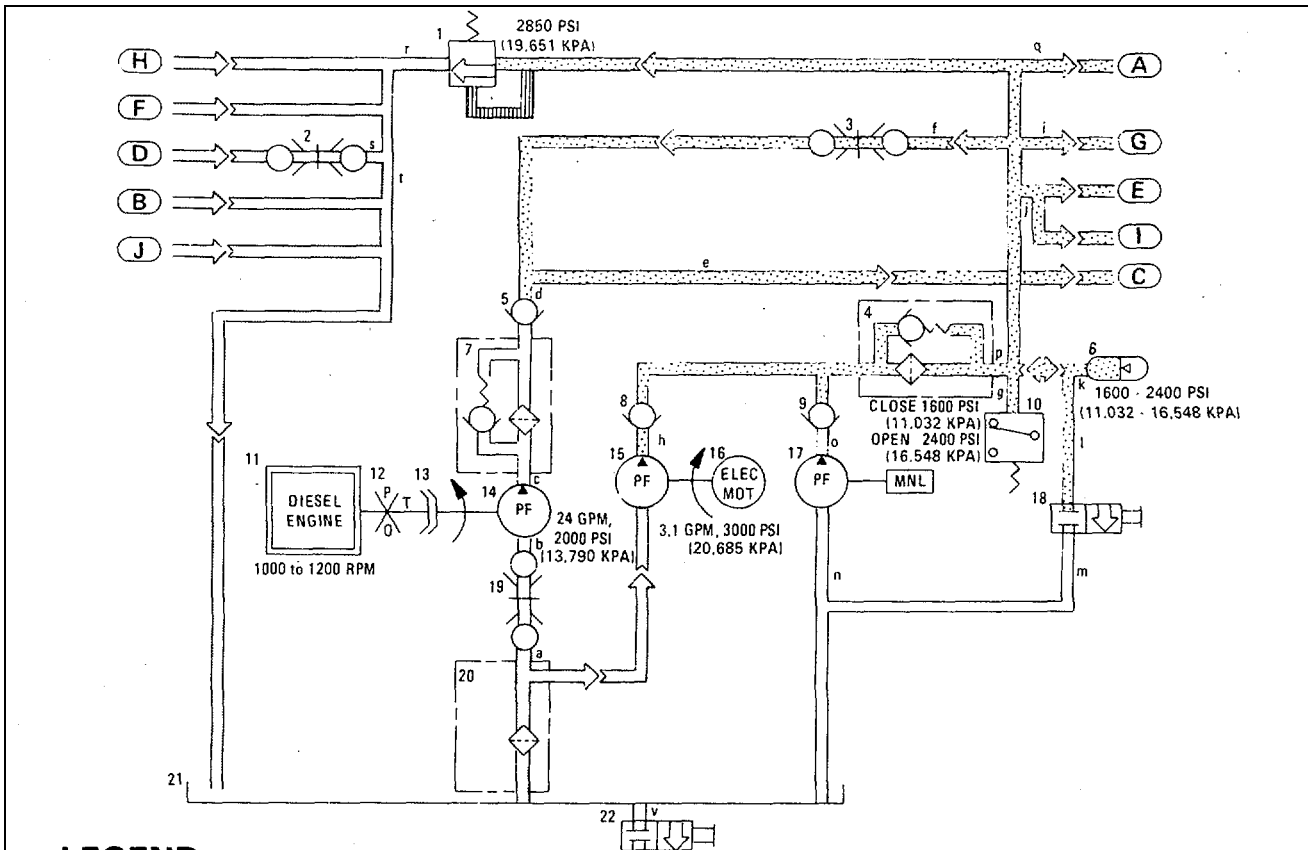 1
2850 PSI
(19,651 KPA)
r
q
H
A
F
D
2
s
3
f
i
G
t
B
E
j
J
I
e
C
5
d
4
7
p
6
k
1600 - 2400 PSI
(11.032 - 16,548 KPA)
g
CLOSE 1600 PSI
(11.032 KPA)
OPEN 2400 PSI
(16.548 KPA)
10
8
9
h
o
l
11
12
13
14
c
15
16
17
DIESEL
ENGINE
P
T
O
PF
PF
ELEC
MOT
PF
MNL
18
24 GPM,
2000 PSI
(13,790 KPA)
3.1 GPM, 3000 PSI
(20,685 KPA)
1000 to 1200 RPM
b
19
n
m
a
20
21
22
v
LEGEND